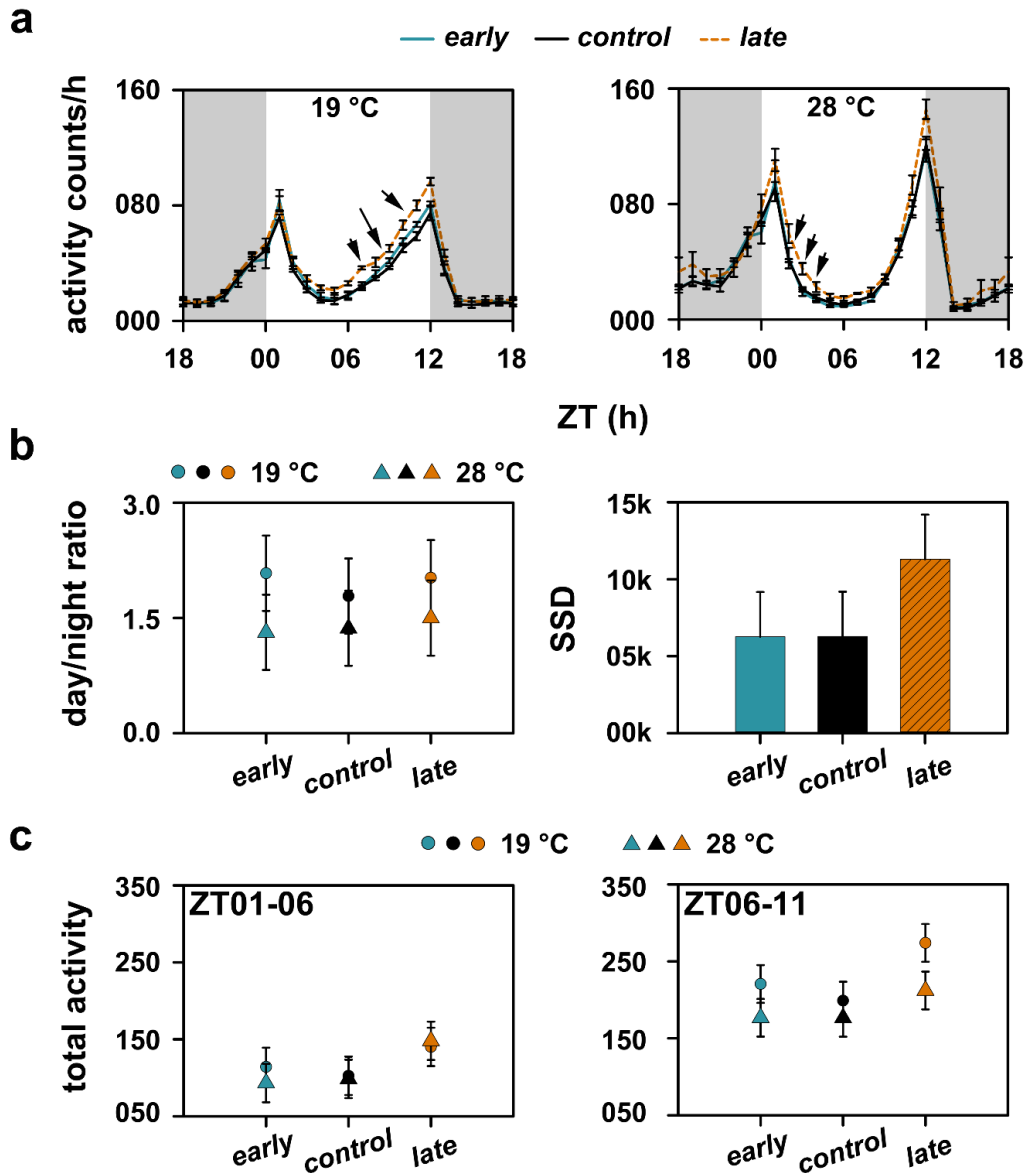 a
early control late
activity counts/h
160
080
000
19 °C
18 00 06 12 18
160
080
000
28 °C
18 00 06 12 18
ZT (h)
b
19 °C 28 °C
day/night ratio
3.0
1.5
0.0
early control late
SSD
15k
10k
05k
00k
early control late
c
19 °C 28 °C
total activity
350
250
150
050
ZT01-06
early control late
350
250
150
050
ZT06-11
early control late